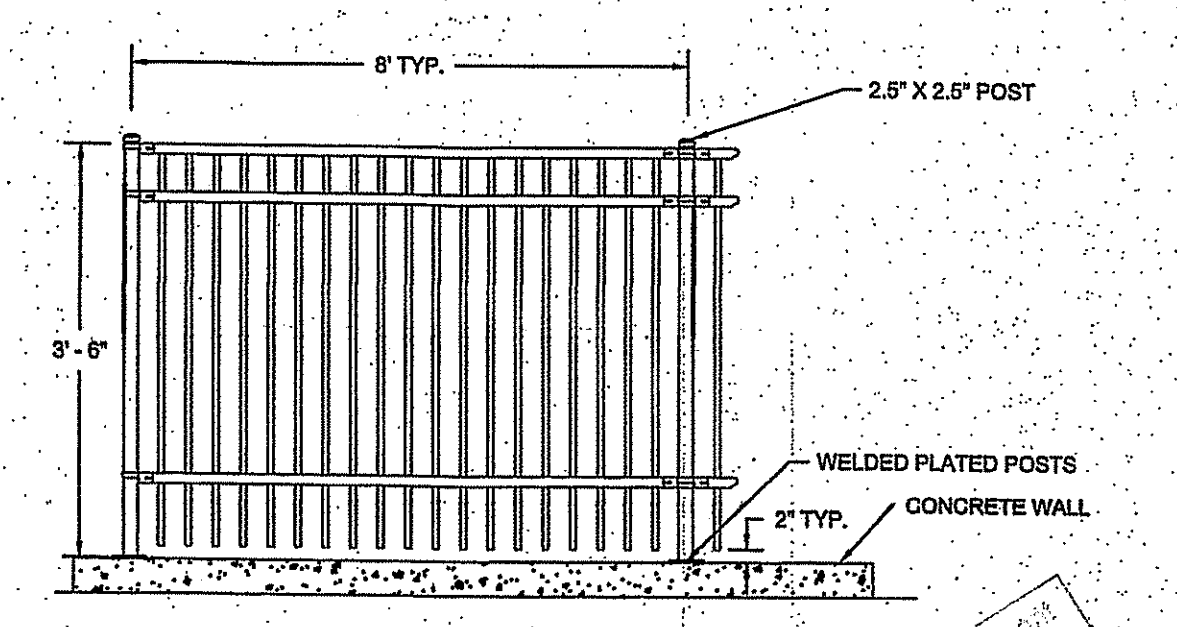 8' TYP.
2.5" X 2.5" POST
3' - 6"
WELDED PLATED POSTS
2" TYP.
CONCRETE WALL